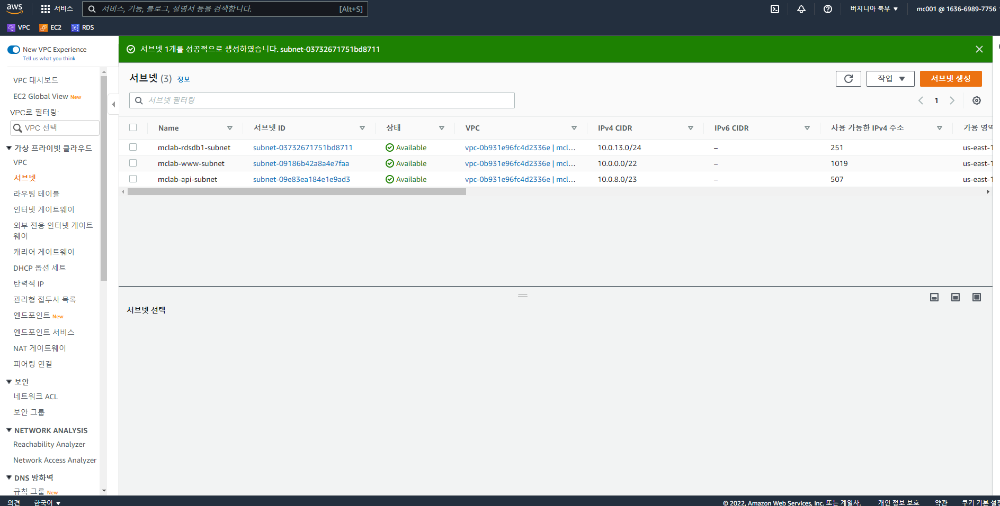 aws
서비스
서비스, 기능, 블로그, 설명서 등을 검색합니다.
[Alt+S]
버지니아 북부 ▼
mc001 @ 1636-6989-7756
VPC
EC2
RDS
New VPC Experience
Tell us what you think
VPC 대시보드
EC2 Global View New
VPC로 필터링:
VPC 선택
가상 프라이빗 클라우드
VPC
서브넷
라우팅 테이블
인터넷 게이트웨이
외부 전용 인터넷 게이트
웨이
캐리어 게이트웨이
DHCP 옵션 세트
탄력적 IP
관리형 접두사 목록
엔드포인트 New
엔드포인트 서비스
NAT 게이트웨이
피어링 연결
보안
네트워크 ACL
보안 그룹
NETWORK ANALYSIS
Reachability Analyzer
Network Access Analyzer
DNS 방화벽
규칙 그룹 New
서브넷 1개를 성공적으로 생성하였습니다. subnet-03732671751bd8711
서브넷 (3) 정보
작업 ▼
서브넷 생성
서브넷 필터링
1
Name 서브넷 ID 상태 VPC IPv4 CIDR IPv6 CIDR 사용 가능한 IPv4 주소 가용 영역
mclab-rdsdb1-subnet subnet-03732671751bd8711 Available vpc-0b931e96fc4d2336e | mcl... 10.0.13.0/24 – 251 us-east-1
mclab-www-subnet subnet-09186b42a8a4e7faa Available vpc-0b931e96fc4d2336e | mcl... 10.0.0.0/22 – 1019 us-east-1
mclab-api-subnet subnet-09e83ea184e1e9ad3 Available vpc-0b931e96fc4d2336e | mcl... 10.0.8.0/23 – 507 us-east-1
서브넷 선택
의견
한국어 ▼
© 2022, Amazon Web Services, Inc. 또는 계열사.
개인 정보 보호
약관
쿠키 기본 설정